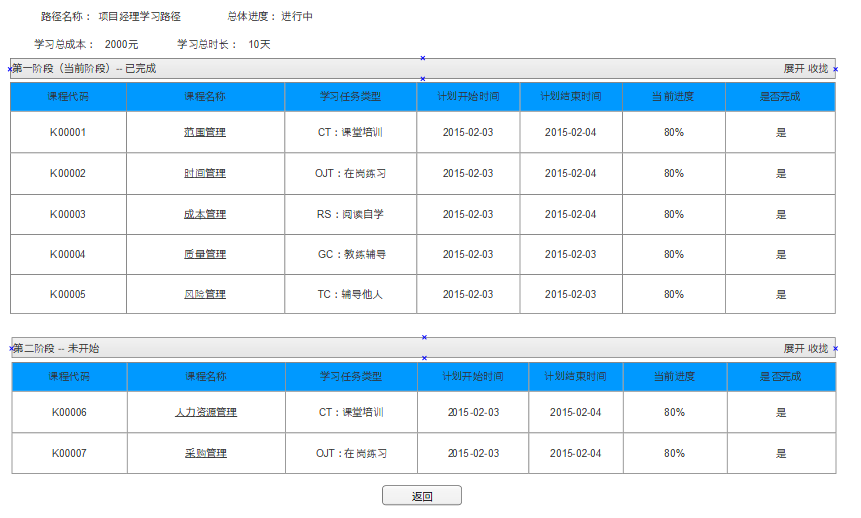 路径名称： 项目经理学习路径 总体进度：进行中
学习总成本： 2000元 学习总时长： 10天
第一阶段（当前阶段）-- 已完成 展开 收拢
课程代码 课程名称 学习任务类型 计划开始时间 计划结束时间 当前进度 是否完成
K00001 范围管理 CT：课堂培训 2015-02-03 2015-02-04 80% 是
K00002 时间管理 OJT：在岗练习 2015-02-03 2015-02-04 80% 是
K00003 成本管理 RS：阅读自学 2015-02-03 2015-02-04 80% 是
K00004 质量管理 GC：教练辅导 2015-02-03 2015-02-03 80% 是
K00005 风险管理 TC：辅导他人 2015-02-03 2015-02-03 80% 是
第二阶段 -- 未开始 展开 收拢
课程代码 课程名称 学习任务类型 计划开始时间 计划结束时间 当前进度 是否完成
K00006 人力资源管理 CT：课堂培训 2015-02-03 2015-02-04 80% 是
K00007 采购管理 OJT：在岗练习 2015-02-03 2015-02-04 80% 是
返回